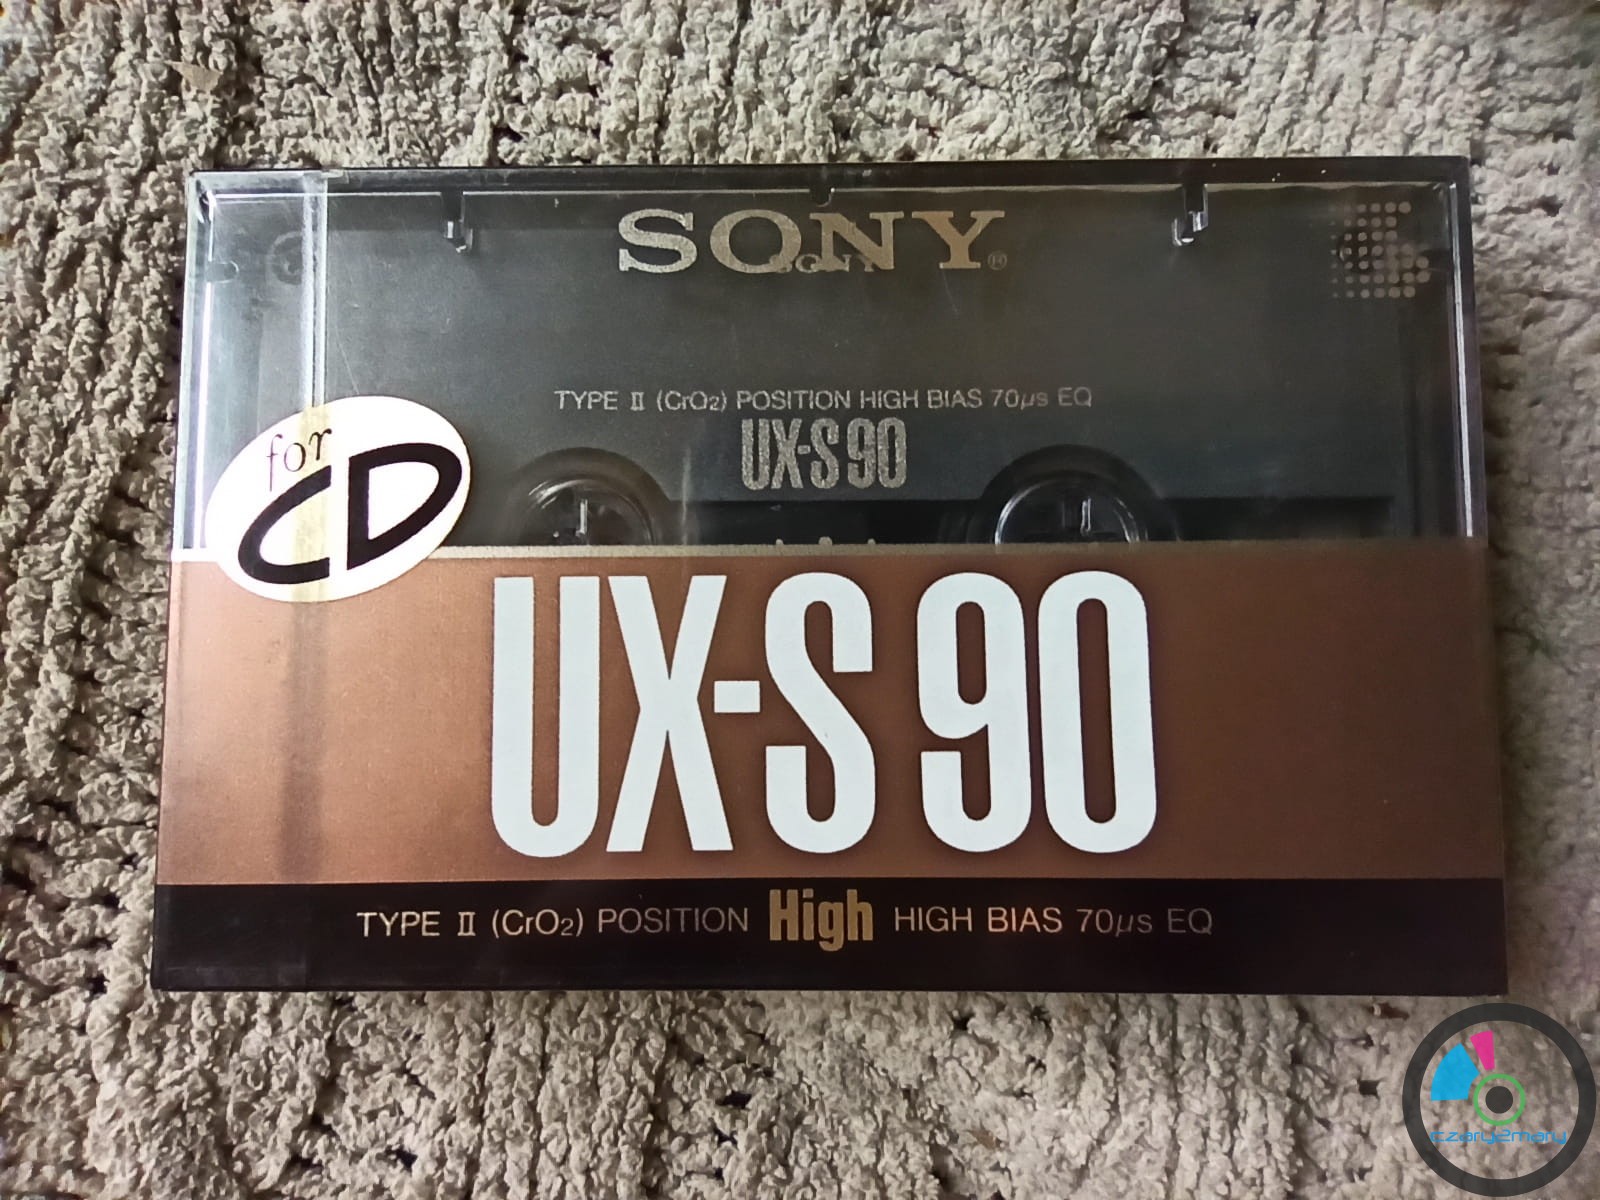 SONY®
SONY
TYPE II (CrO2) POSITION HIGH BIAS 70µs EQ
UX-S 90
for
CD
UX-S 90
TYPE II (CrO2) POSITION High HIGH BIAS 70µs EQ
czary2mary